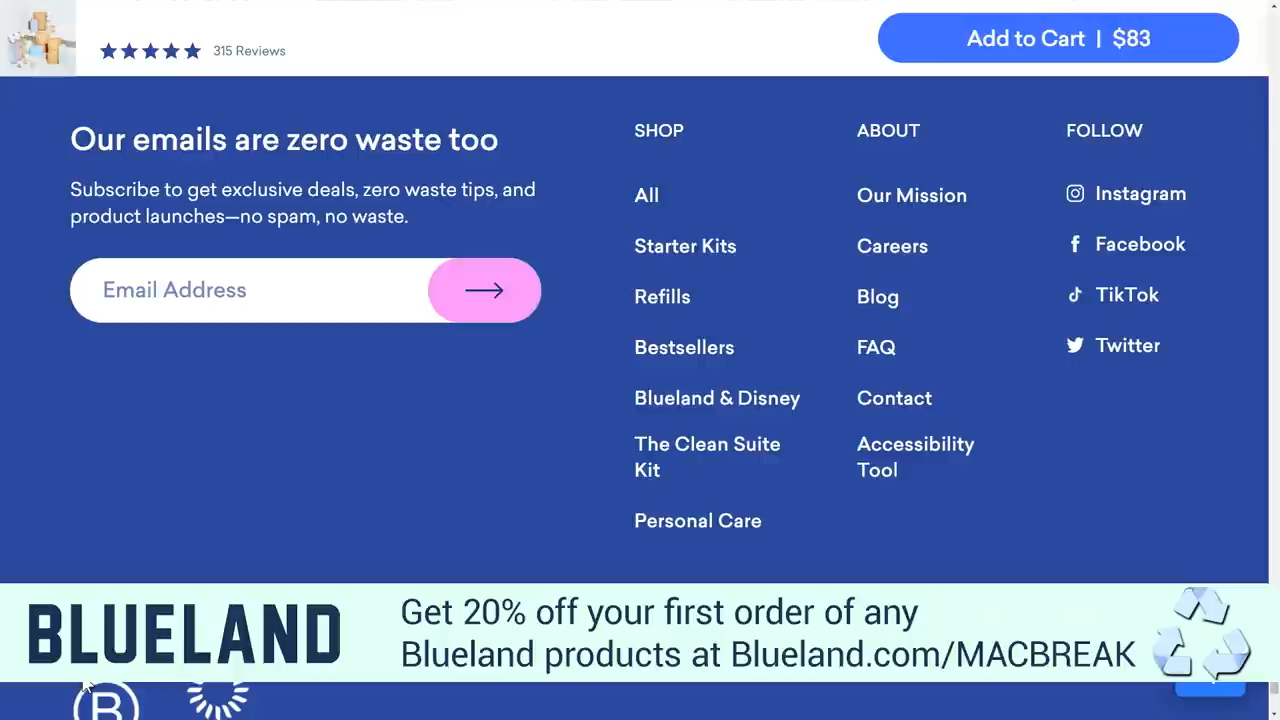 315 Reviews
Add to Cart | $83
Our emails are zero waste too
Subscribe to get exclusive deals, zero waste tips, and
product launches—no spam, no waste.
Email Address
SHOP
All
Starter Kits
Refills
Bestsellers
Blueland & Disney
The Clean Suite
Kit
Personal Care
ABOUT
Our Mission
Careers
Blog
FAQ
Contact
Accessibility
Tool
FOLLOW
Instagram
Facebook
TikTok
Twitter
BLUELAND
Get 20% off your first order of any
Blueland products at Blueland.com/MACBREAK
B